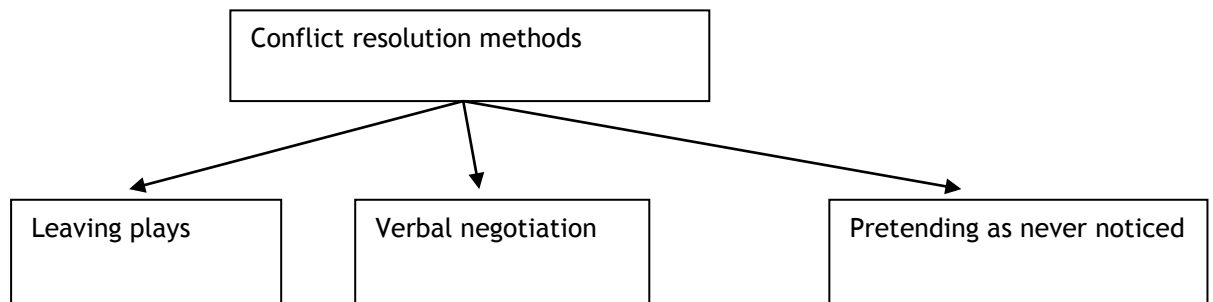 Conflict resolution methods
Leaving plays
Verbal negotiation
Pretending as never noticed